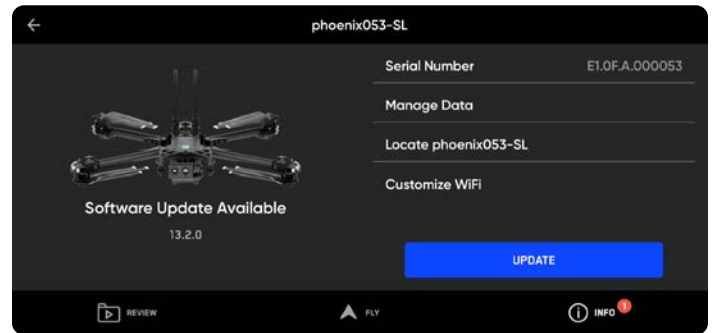 phoenix053-SL
Serial Number E1.0F.A.000053
Manage Data
Locate phoenix053-SL
Customize WiFi
Software Update Available
13.2.0
UPDATE
REVIEW
FLY
INFO 1